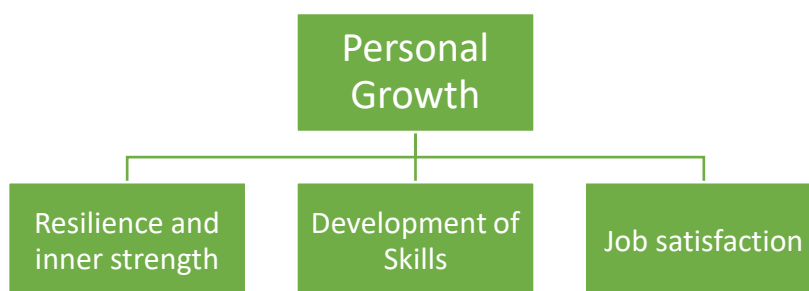 Personal
Growth
Resilience and
inner strength
Development of
Skills
Job satisfaction